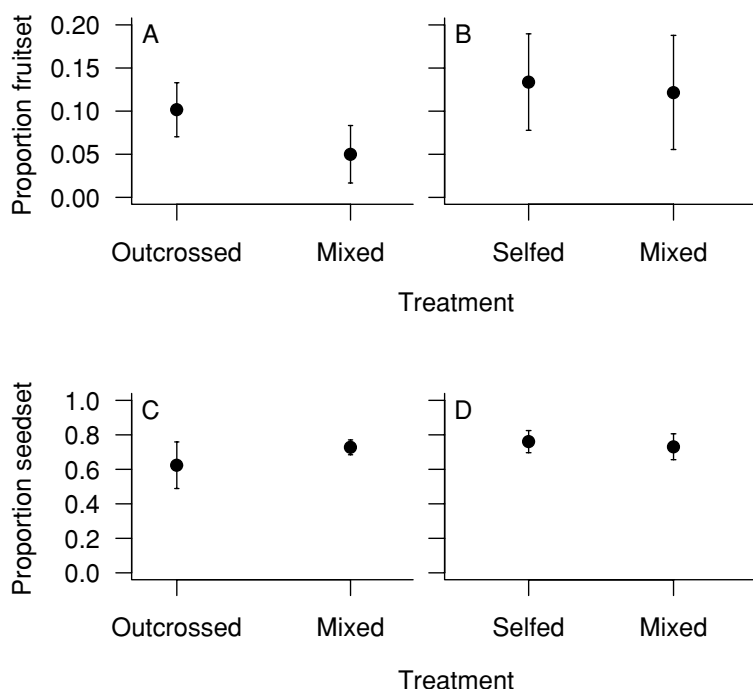 Proportion fruitset
0.20
0.15
0.10
0.05
0.00
A
B
Outcrossed Mixed Selfed Mixed
Treatment
Proportion seedset
1.0
0.8
0.6
0.4
0.2
0.0
C
D
Outcrossed Mixed Selfed Mixed
Treatment